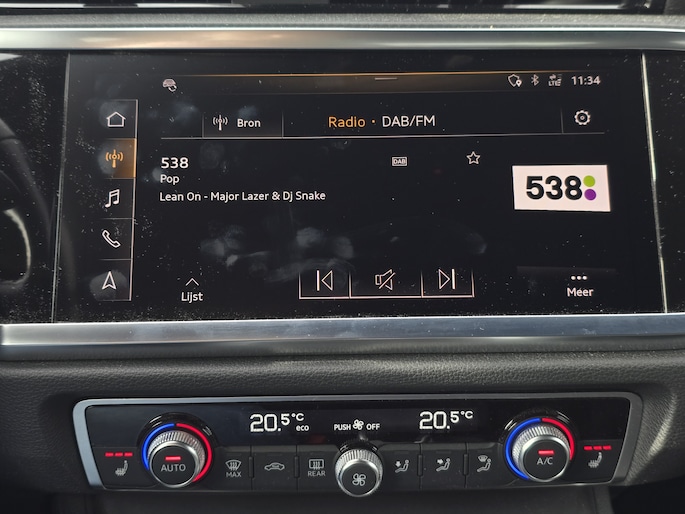 LTE 11:34
Bron
Radio · DAB/FM
538
DAB
Pop
Lean On - Major Lazer & Dj Snake
538
Lijst
Meer
20.5°C
eco
PUSH OFF
20.5°C
AUTO
MAX
REAR
A/C